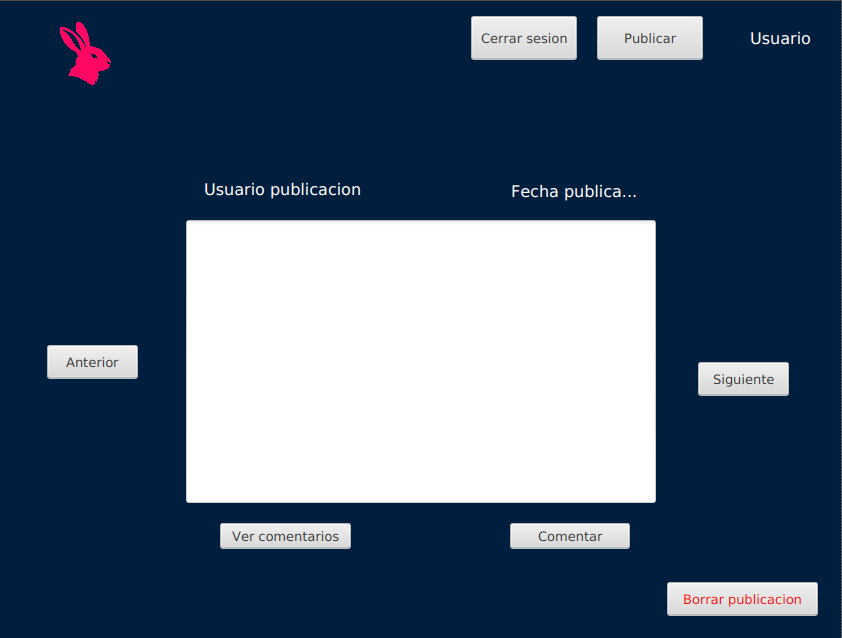 Cerrar sesion
Publicar
Usuario
Usuario publicacion
Fecha publica...
Anterior
Siguiente
Ver comentarios
Comentar
Borrar publicacion